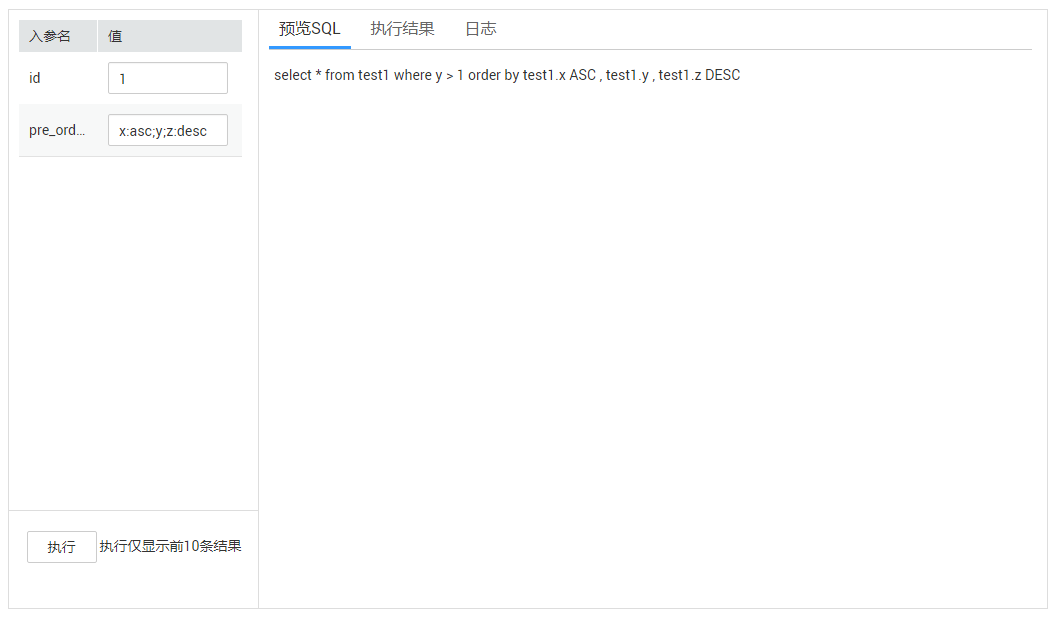 入参名 值
id 1
pre_ord... x:asc;y;z:desc
执行 执行仅显示前10条结果
预览SQL 执行结果 日志
select * from test1 where y > 1 order by test1.x ASC , test1.y , test1.z DESC